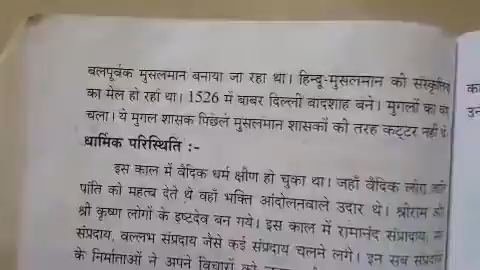 बलपूर्वक मुसलमान बनाया जा रहा था। हिन्दू-मुसलमान की
का मेल हो रहा था। 1526 में बाबर दिल्ली बादशाह बने। मुगलों का
चला। ये मुगल शासक पिछले मुसलमान शासकों की तरह कट्टर नहीं थे
धार्मिक परिस्थिति :-
इस काल में वैदिक धर्म क्षीण हो चुका था। जहाँ वैदिक लोग
पांति को महत्व देते थे वहाँ भक्ति आंदोलनवाले उदार थे। श्रीराम
श्री कृष्ण लोगों के इष्टदेव बन गये। इस काल में रामानंद संप्रादाय,
संप्रदाय, वल्लभ संप्रदाय जैसे कई संप्रदाय चलने लगे। इन सब
के निर्माताओं ने अपने विचारों को